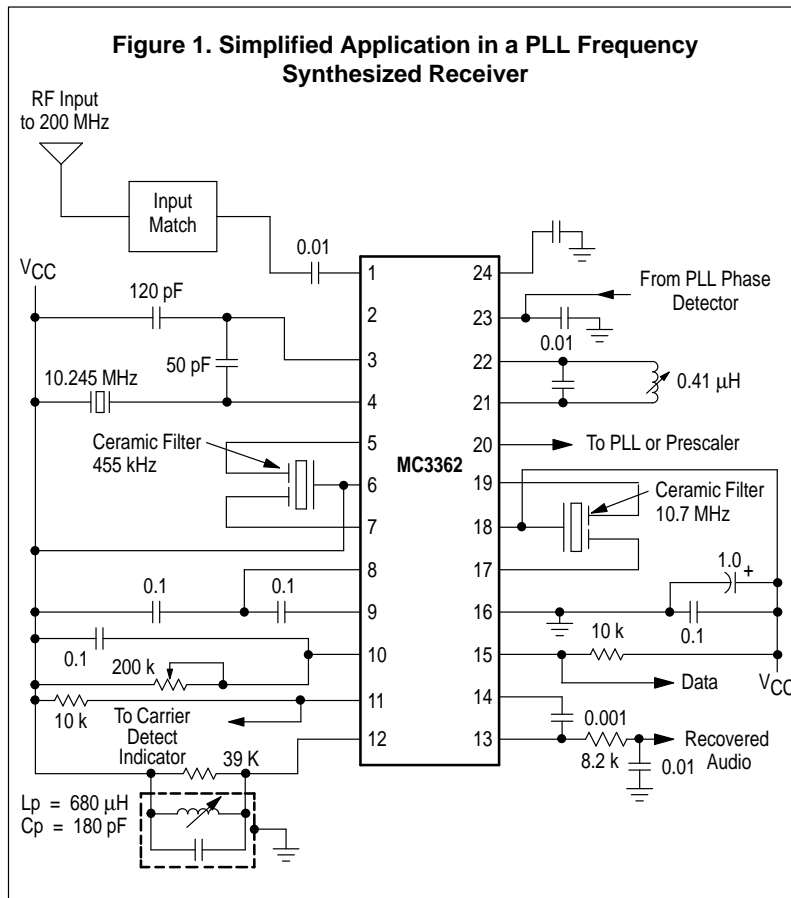 Figure 1. Simplified Application in a PLL Frequency
Synthesized Receiver
RF Input
to 200 MHz
Input
Match
0.01
VCC
120 pF
50 pF
10.245 MHz
Ceramic Filter
455 kHz
0.1
0.1
0.1
200 k
10 k
To Carrier
Detect
Indicator
39 K
Lp = 680 µH
Cp = 180 pF
1
2
3
4
5
6
7
8
9
10
11
12
MC3362
24
23
22
21
20
19
18
17
16
15
14
13
From PLL Phase
Detector
0.01
0.41 µH
To PLL or Prescaler
Ceramic Filter
10.7 MHz
1.0
+
0.1
10 k
Data
VCC
0.001
8.2 k
Recovered
Audio
0.01